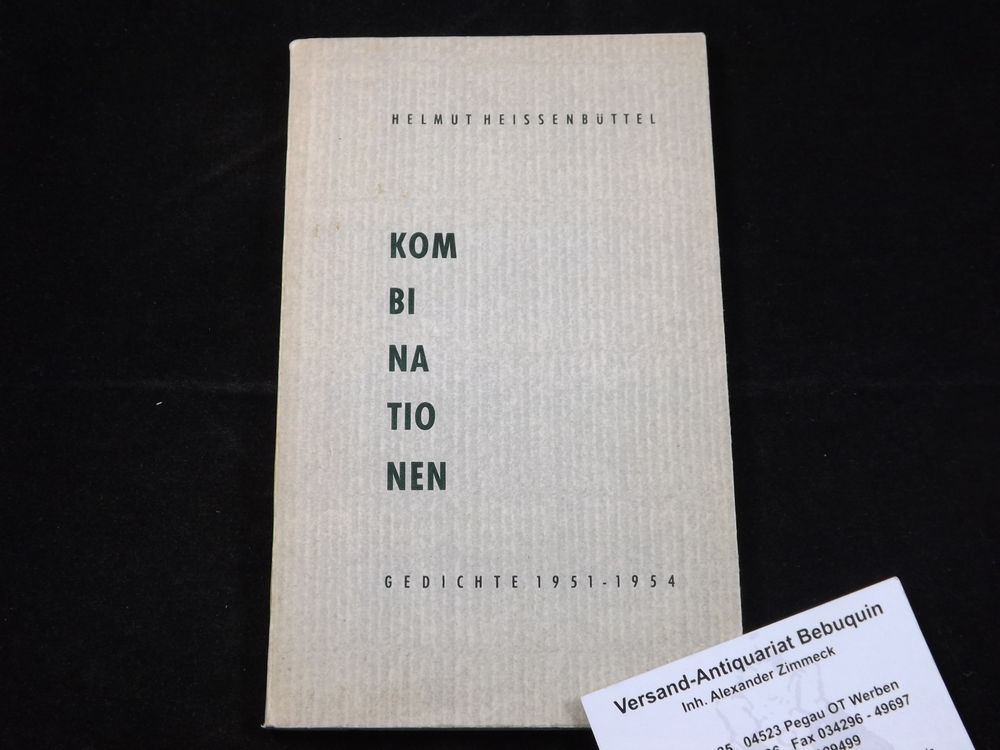 HELMUT HEISSENBÜTTEL
KOM
BI
NA
TIO
NEN
GEDICHTE 1951-1954
Versand-Antiquariat Bebuquin
Inh. Alexander Zimmeck
04523 Pegau OT Werben
Fax 034296 - 49697